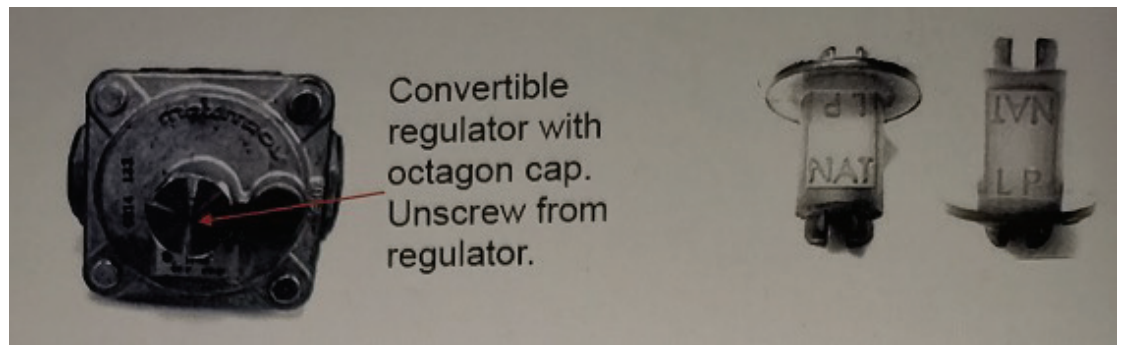 Convertible
regulator with
octagon cap.
Unscrew from
regulator.
LP
NAT
NAT
LP